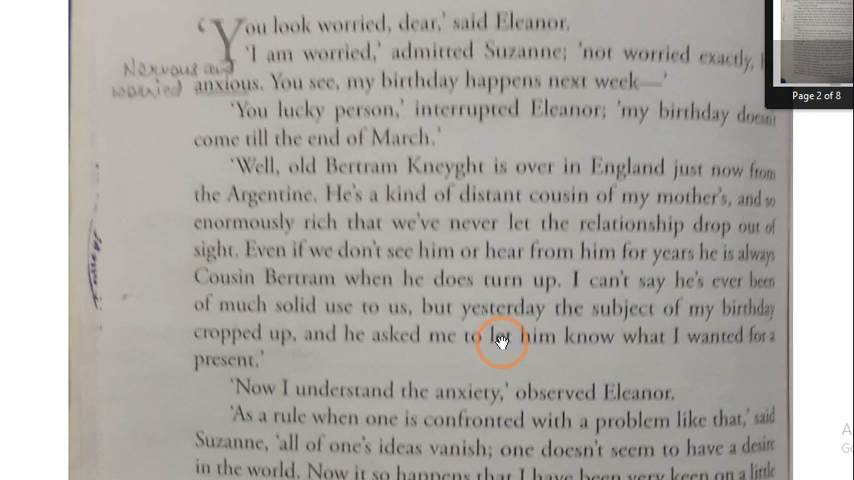 'You look worried, dear,' said Eleanor.
'I am worried,' admitted Suzanne; 'not worried exactly,
Nervous and
worried
anxious. You see, my birthday happens next week—'
'You lucky person,' interrupted Eleanor; 'my birthday doesn't
come till the end of March.'
'Well, old Bertram Kneyght is over in England just now from
the Argentine. He's a kind of distant cousin of my mother's, and so
enormously rich that we've never let the relationship drop out of
sight. Even if we don't see him or hear from him for years he is always
Cousin Bertram when he does turn up. I can't say he's ever been
of much solid use to us, but yesterday the subject of my birthday
cropped up, and he asked me to let him know what I wanted for a
present.'
'Now I understand the anxiety,' observed Eleanor.
'As a rule when one is confronted with a problem like that,' said
Suzanne, 'all of one's ideas vanish; one doesn't seem to have a desire
in the world. Now it so happens that I have been very keen on a little
Page 2 of 8